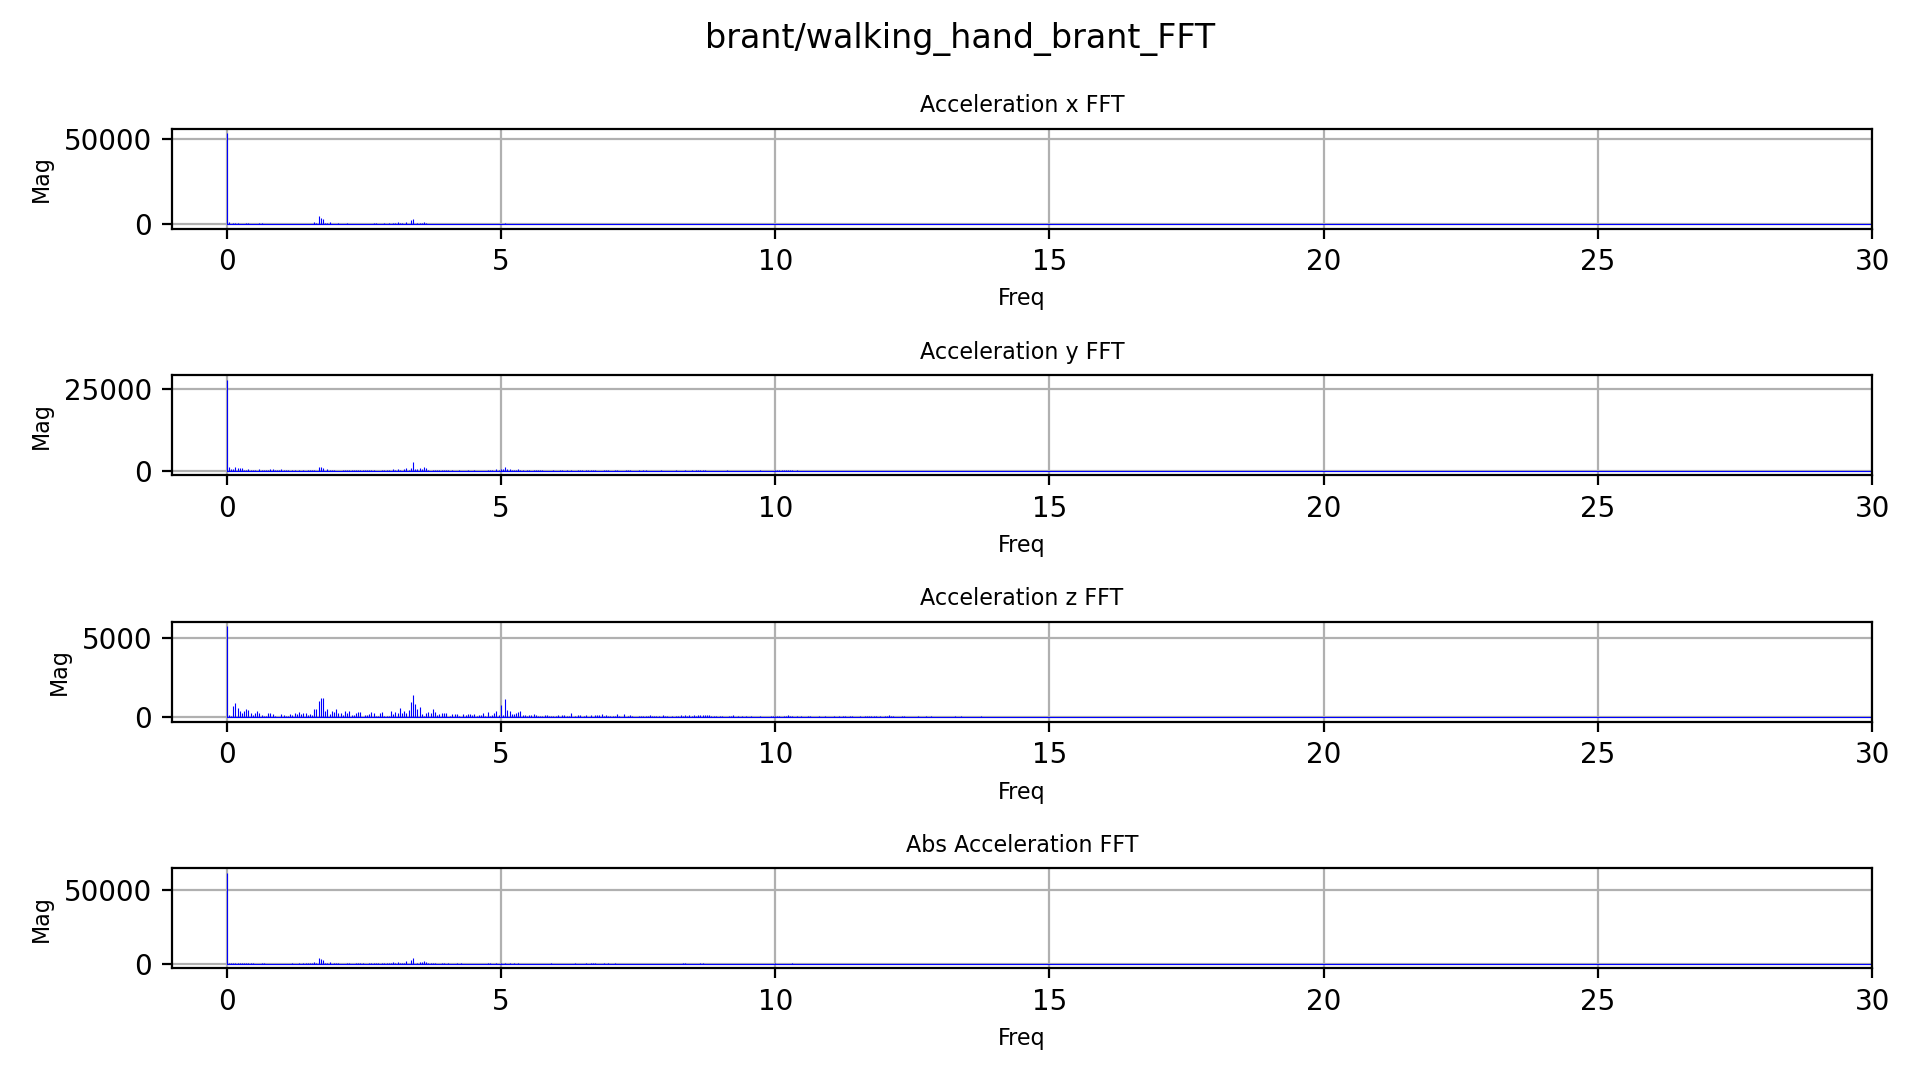 brant/walking_hand_brant_FFT
Acceleration x FFT
50000
Mag
0
0 5 10 15 20 25 30
Freq
Acceleration y FFT
25000
Mag
0
0 5 10 15 20 25 30
Freq
Acceleration z FFT
5000
Mag
0
0 5 10 15 20 25 30
Freq
Abs Acceleration FFT
50000
Mag
0
0 5 10 15 20 25 30
Freq